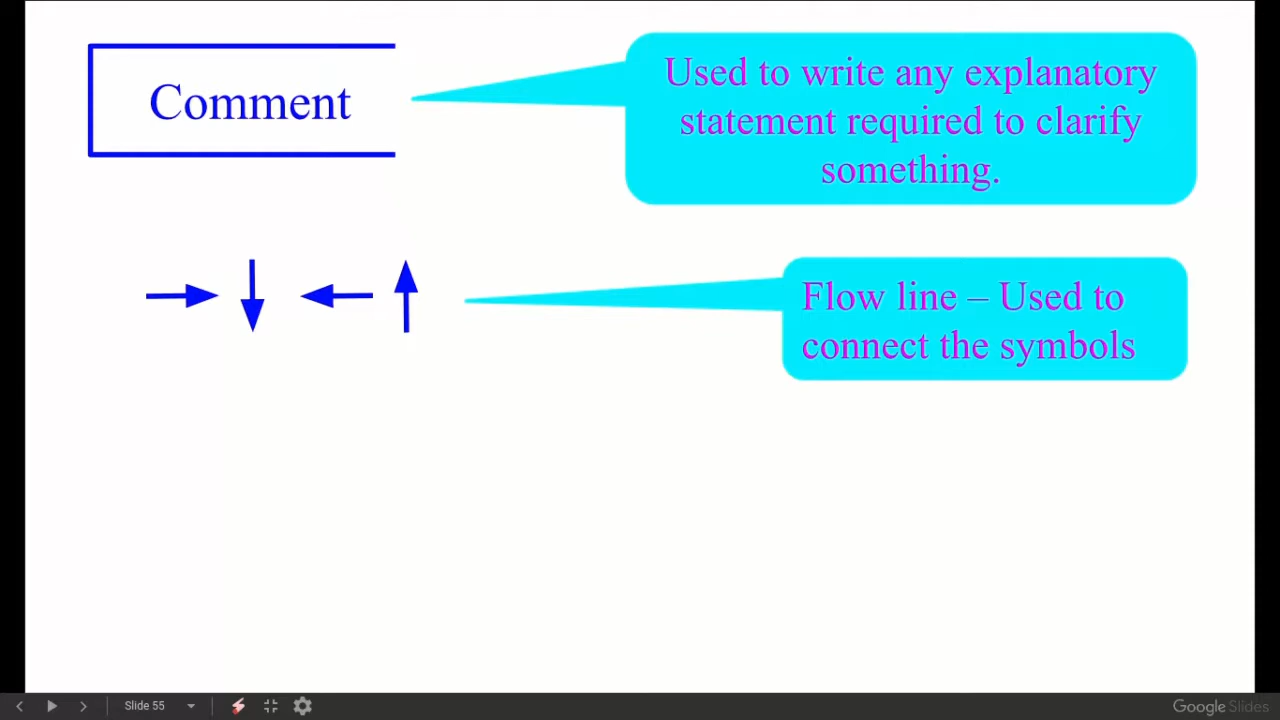 Comment
Used to write any explanatory
statement required to clarify
something.
Flow line – Used to
connect the symbols
Slide 55
Google Slides